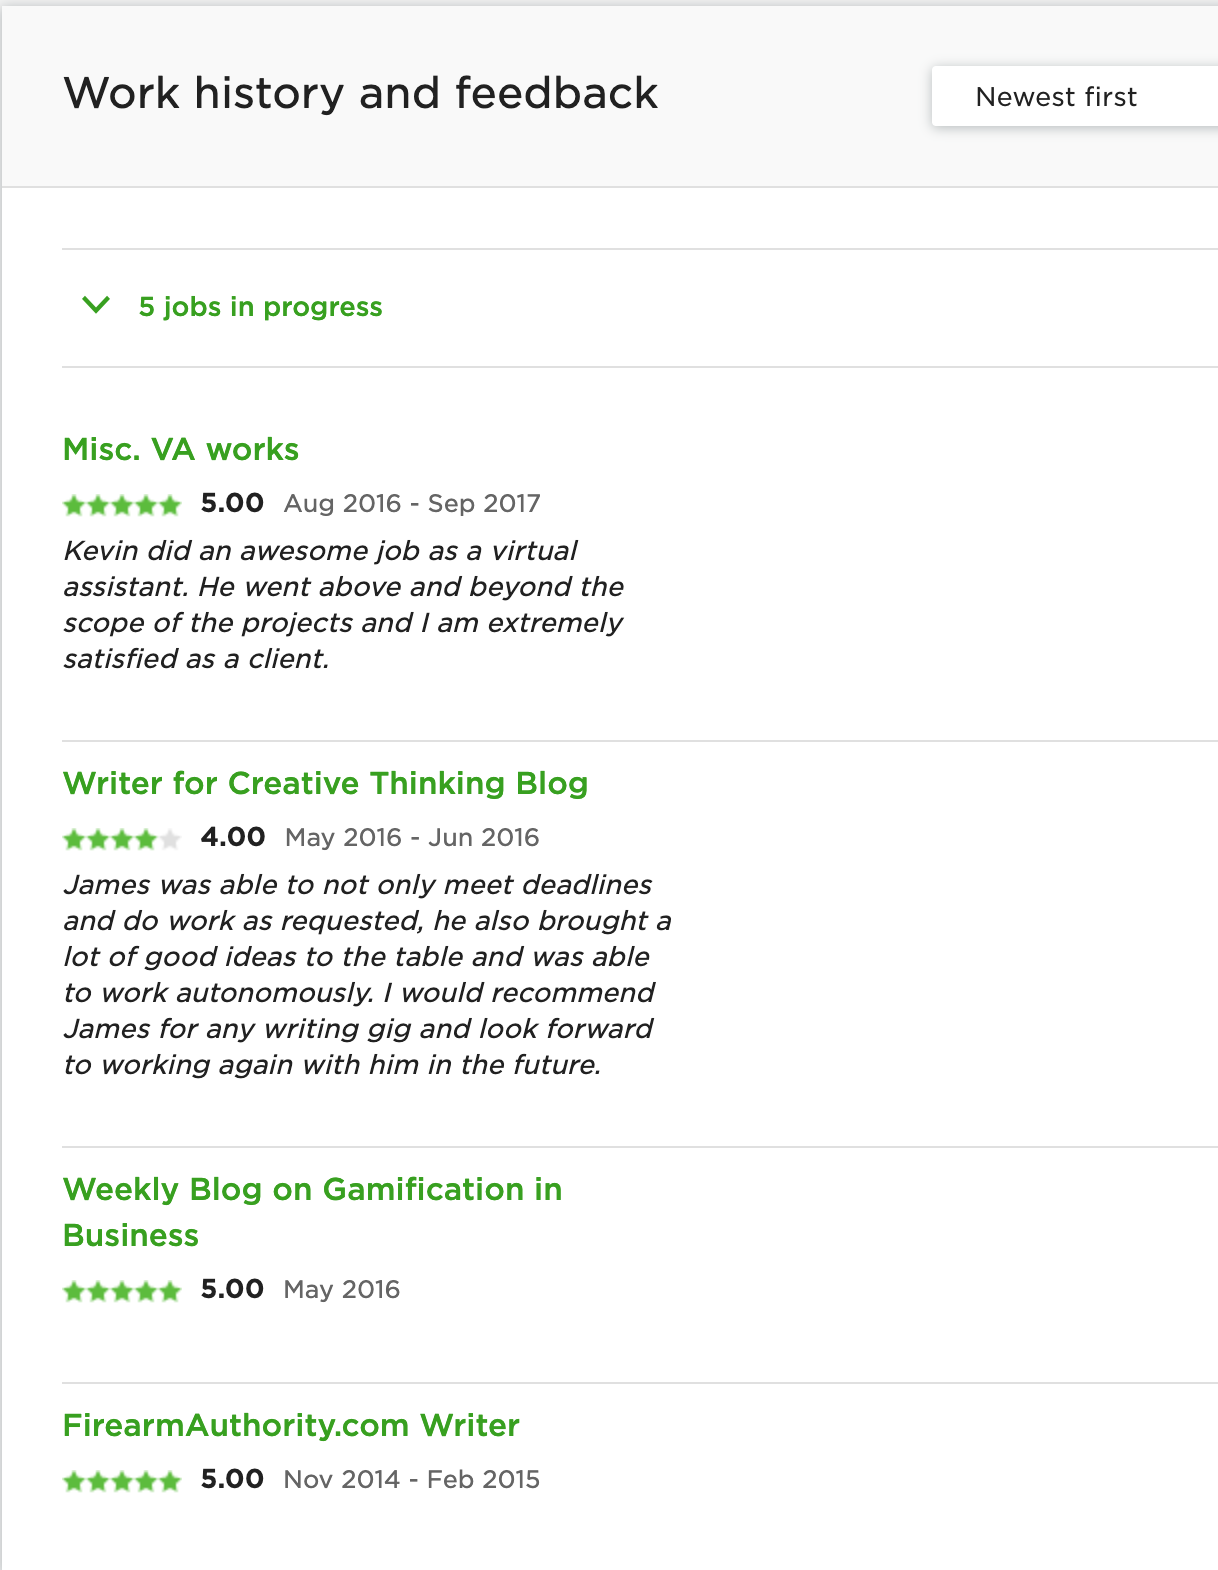 Work history and feedback
Newest first
5 jobs in progress
Misc. VA works
5.00 Aug 2016 - Sep 2017
Kevin did an awesome job as a virtual
assistant. He went above and beyond the
scope of the projects and I am extremely
satisfied as a client.
Writer for Creative Thinking Blog
4.00 May 2016 - Jun 2016
James was able to not only meet deadlines
and do work as requested, he also brought a
lot of good ideas to the table and was able
to work autonomously. I would recommend
James for any writing gig and look forward
to working again with him in the future.
Weekly Blog on Gamification in
Business
5.00 May 2016
FirearmAuthority.com Writer
5.00 Nov 2014 - Feb 2015